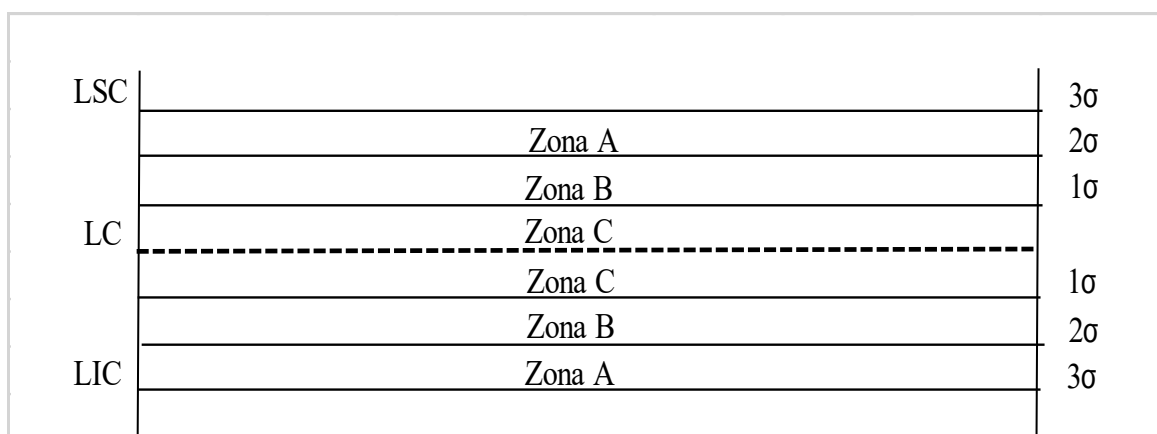 LSC 3σ
Zona A 2σ
Zona B 1σ
LC Zona C
Zona C 1σ
Zona B 2σ
LIC Zona A 3σ